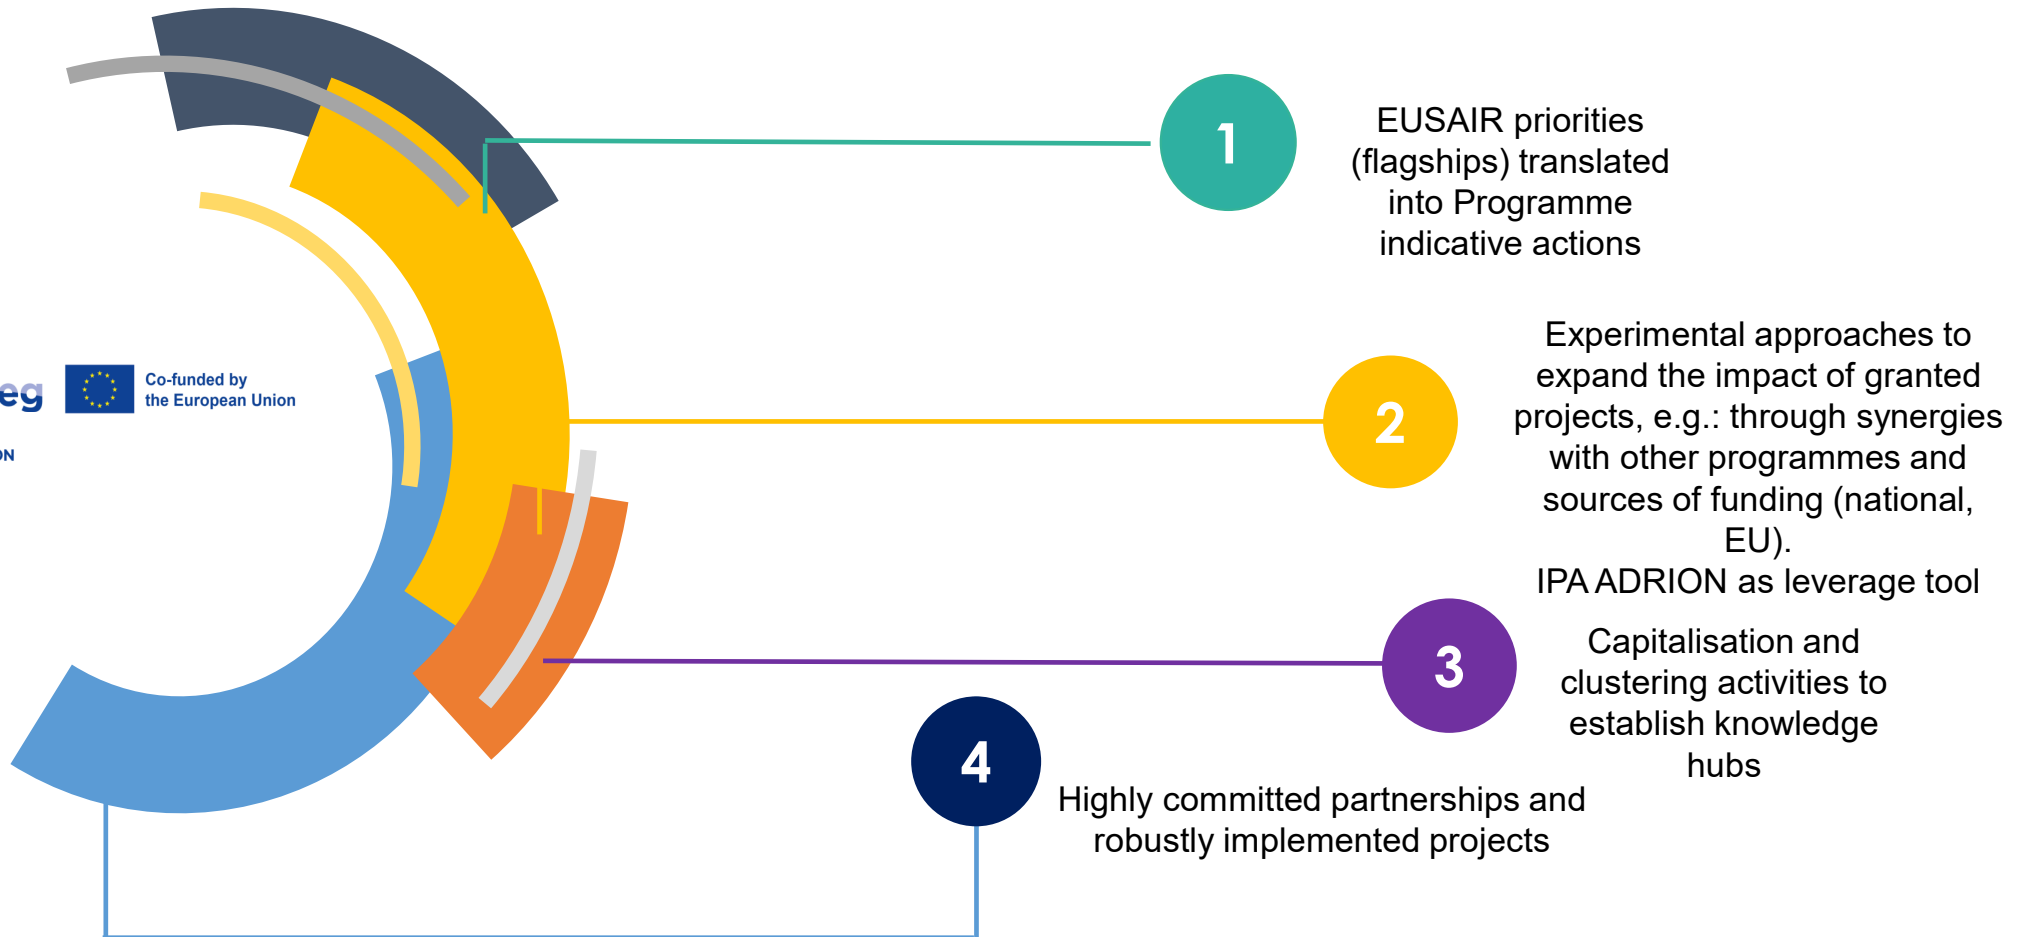 eg
Co-funded by
the European Union
ON
1
EUSAIR priorities
(flagships) translated
into Programme
indicative actions
2
Experimental approaches to
expand the impact of granted
projects, e.g.: through synergies
with other programmes and
sources of funding (national,
EU).
IPA ADRION as leverage tool
3
Capitalisation and
clustering activities to
establish knowledge
hubs
4
Highly committed partnerships and
robustly implemented projects